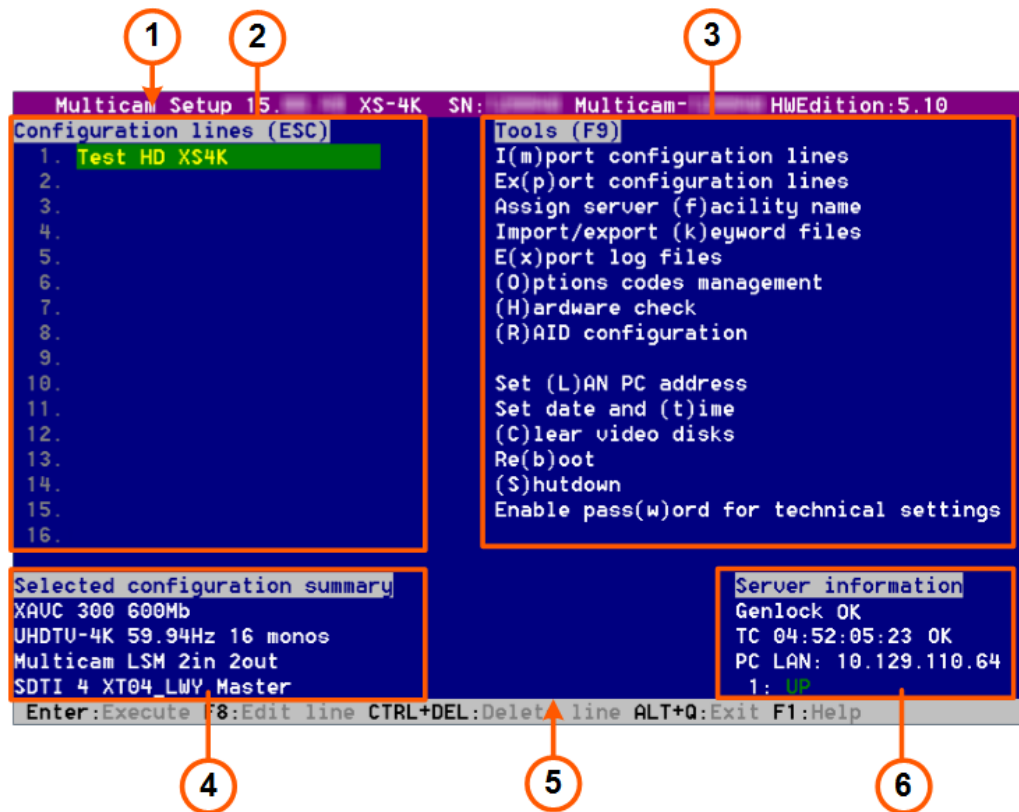 1 2 3
Multicam Setup 15. XS-4K SN: Multicam- HWEdition:5.10
Configuration lines (ESC)
1. Test HD XS4K
2.
3.
4.
5.
6.
7.
8.
9.
10.
11.
12.
13.
14.
15.
16.
Tools (F9)
I(m)port configuration lines
Ex(p)ort configuration lines
Assign server (f)acility name
Import/export (k)eyword files
E(x)port log files
(O)ptions codes management
(H)ardware check
(R)AID configuration
Set (L)AN PC address
Set date and (t)ime
(C)lear video disks
Re(b)oot
(S)hutdown
Enable pass(w)ord for technical settings
Selected configuration summary
XAVC 300 600Mb
UHDTV-4K 59.94Hz 16 monos
Multicam LSM 2in 2out
SDTI 4 XT04_LWY Master
Server information
Genlock OK
TC 04:52:05:23 OK
PC LAN: 10.129.110.64
1: UP
Enter:Execute F8:Edit line CTRL+DEL:Delete line ALT+Q:Exit F1:Help
4 5 6